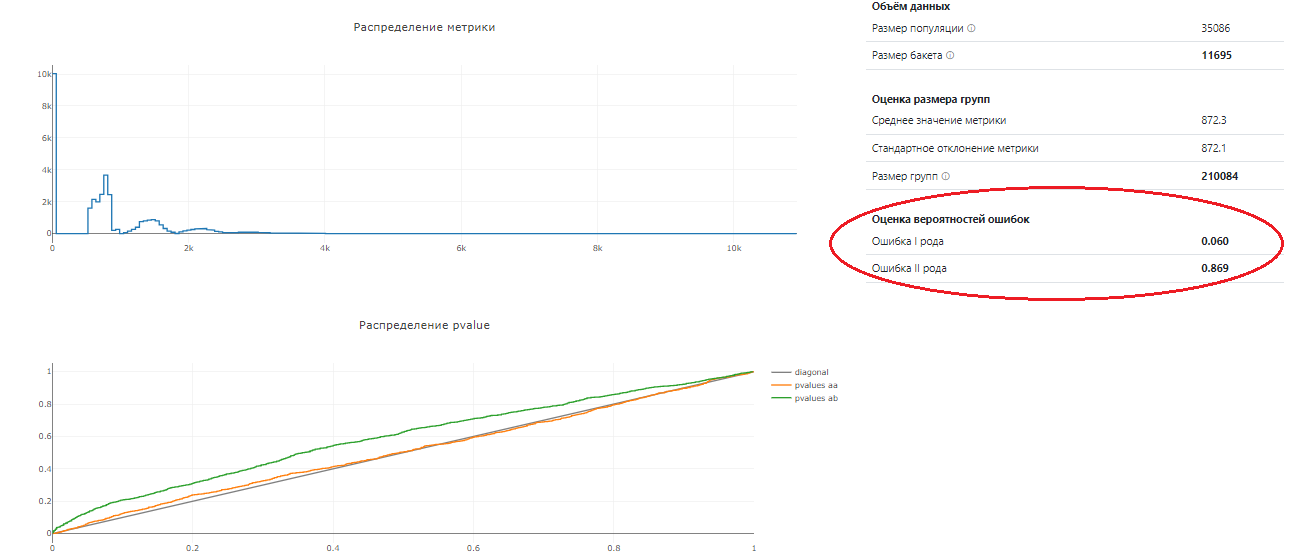 Распределение метрики
10k
8k
6k
4k
2k
0
0 2k 4k 6k 8k 10k
Объём данных
Размер популяции ⓘ 35086
Размер бакета ⓘ 11695
Оценка размера групп
Среднее значение метрики 872.3
Стандартное отклонение метрики 872.1
Размер групп ⓘ 210084
Оценка вероятностей ошибок
Ошибка I рода 0.060
Ошибка II рода 0.869
Распределение pvalue
1
0.8
0.6
0.4
0.2
0
0 0.2 0.4 0.6 0.8 1
diagonal
pvalues aa
pvalues ab